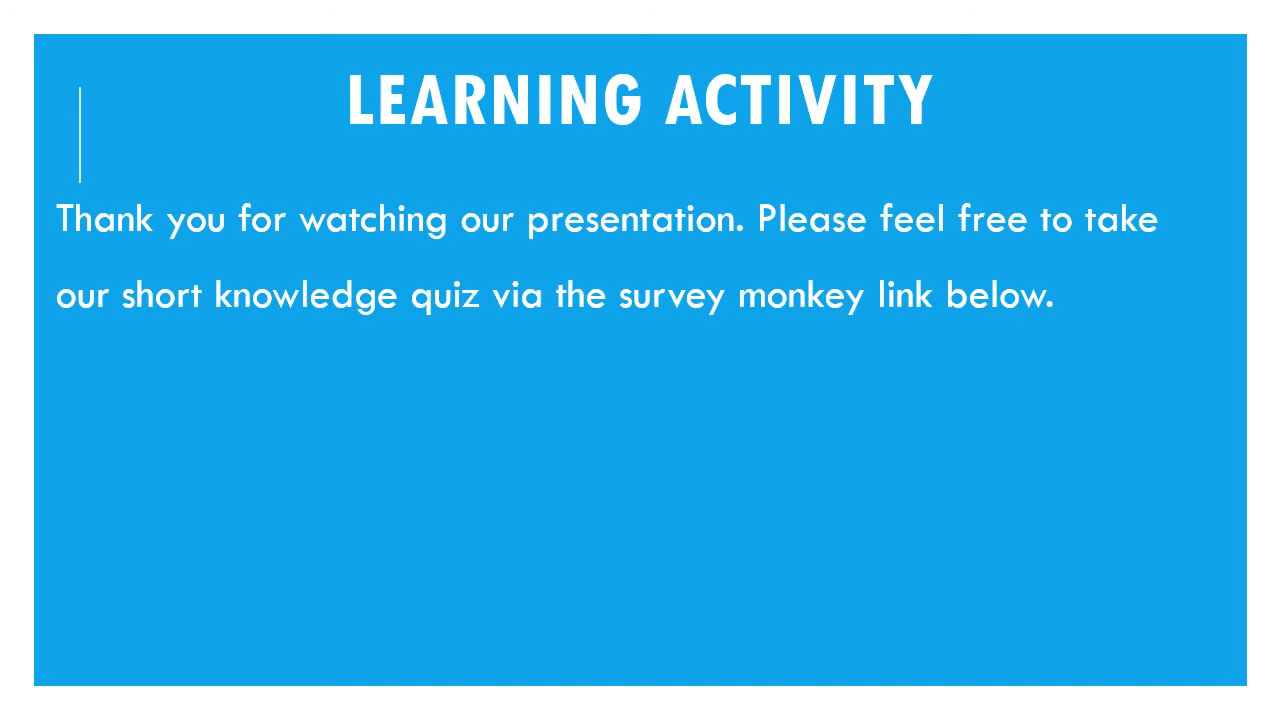 LEARNING ACTIVITY
Thank you for watching our presentation. Please feel free to take
our short knowledge quiz via the survey monkey link below.